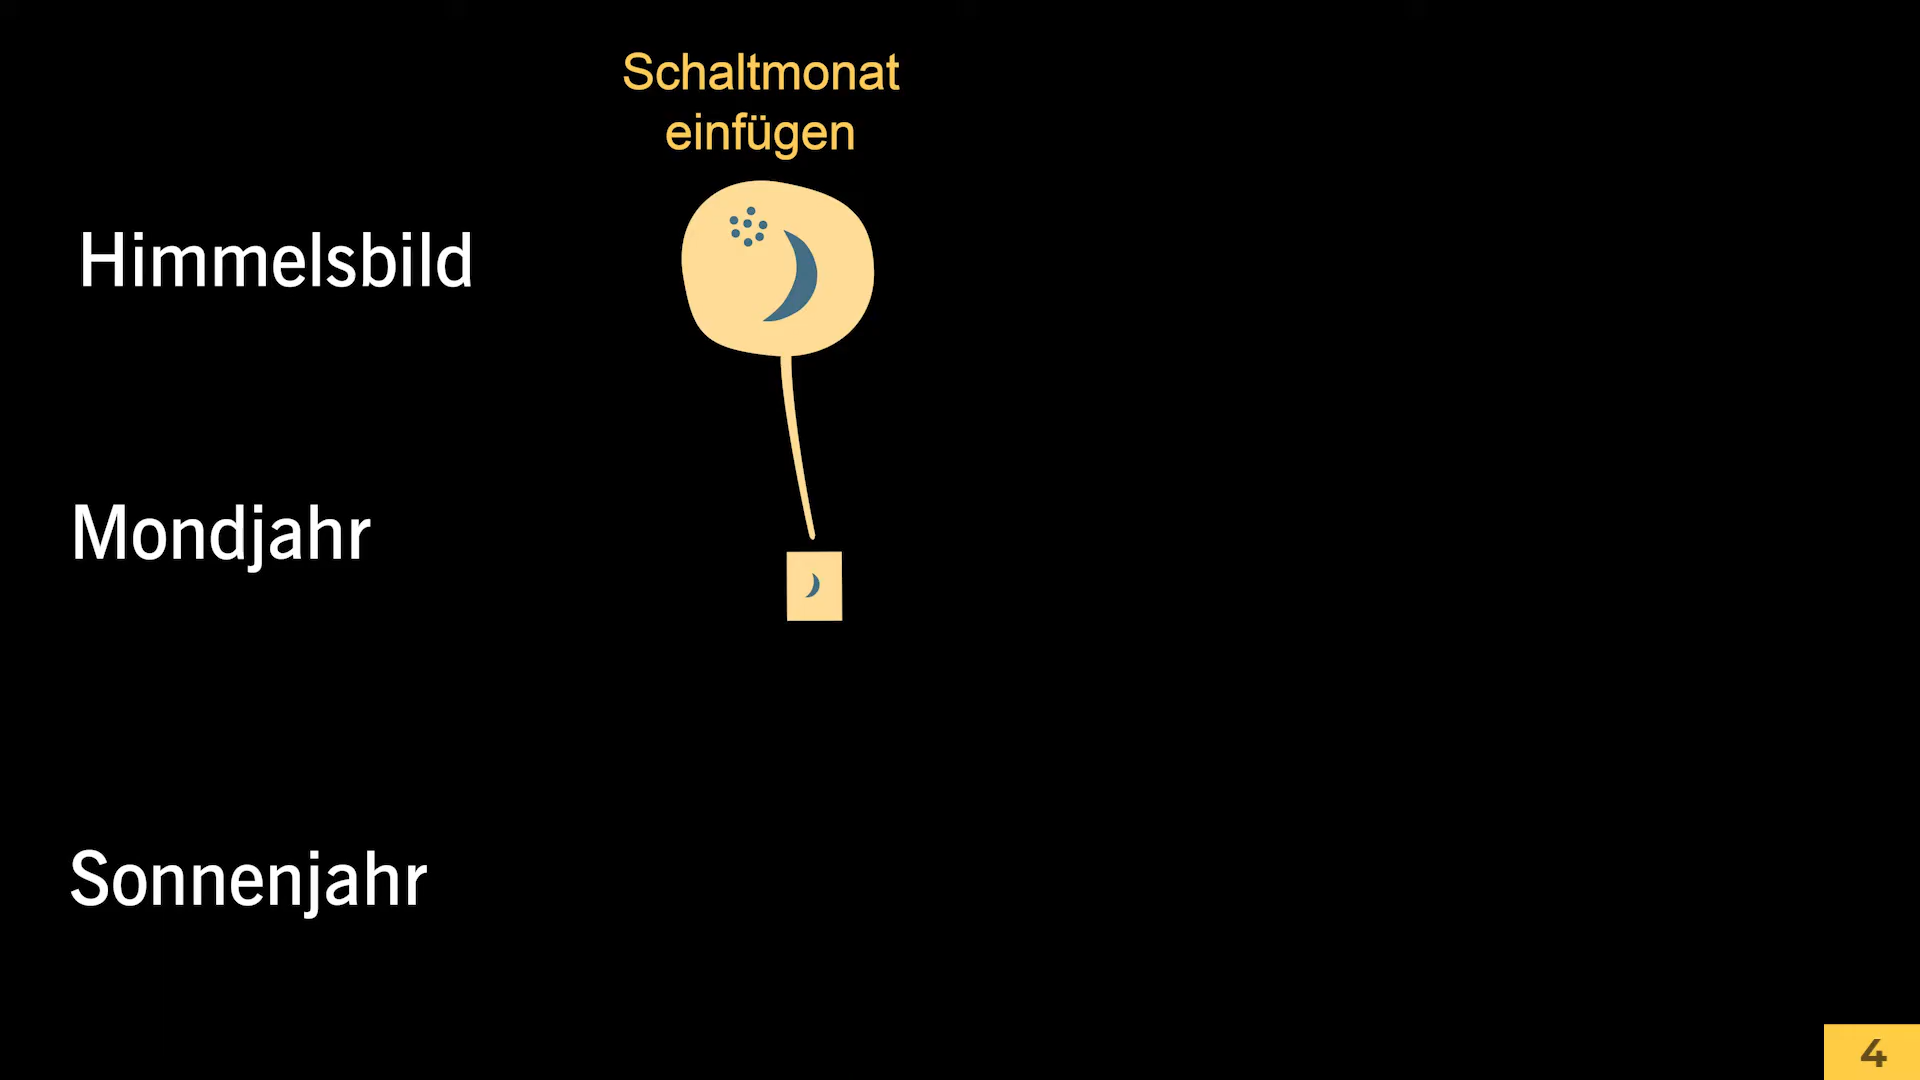 Schaltmonat
einfügen
Himmelsbild
Mondjahr
Sonnenjahr
4